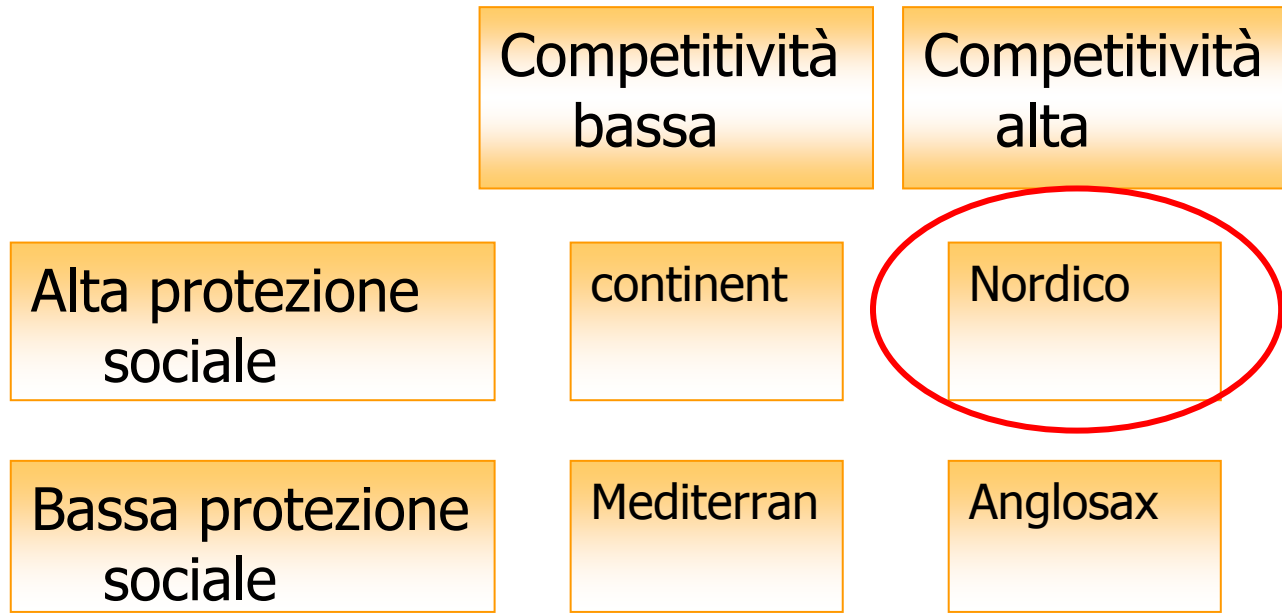 Competitività
bassa
Competitività
alta
Alta protezione
sociale
continent
Nordico
Bassa protezione
sociale
Mediterran
Anglosax